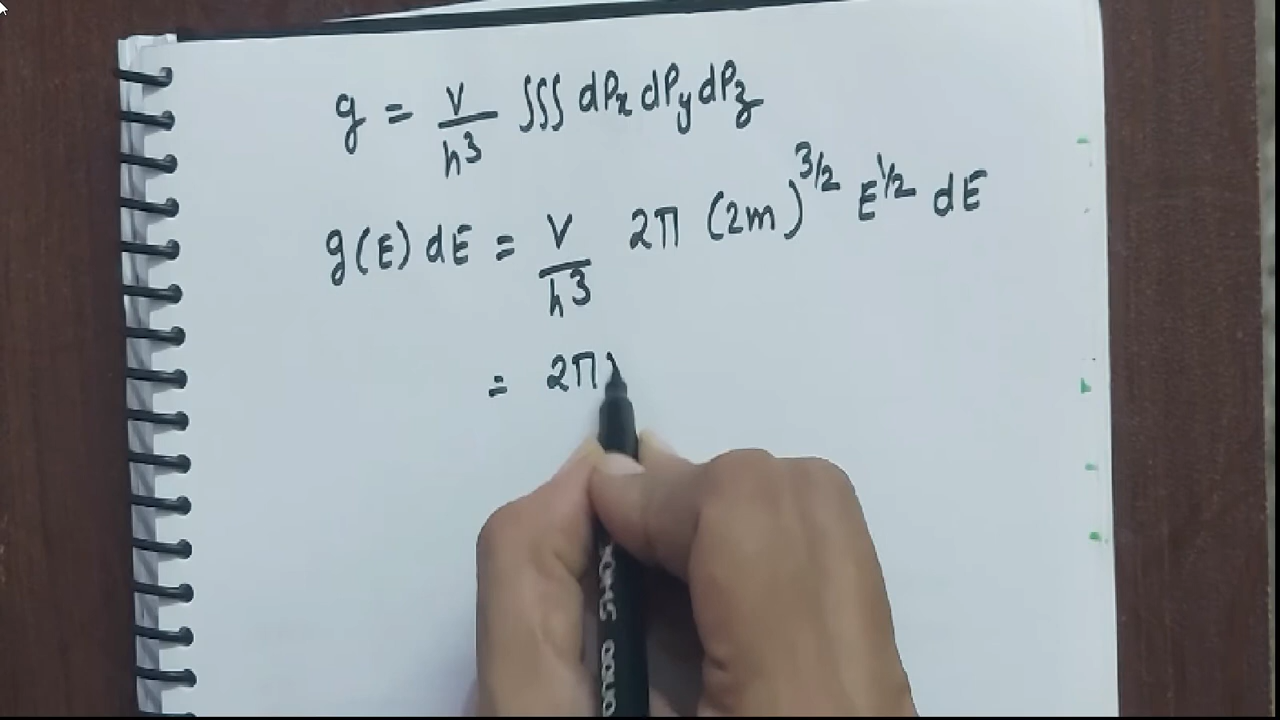 g = V/h³ ∫∫∫ dPx dPy dPz
g(E) dE = V/h³ 2π (2m)^3/2 E^1/2 dE
= 2π